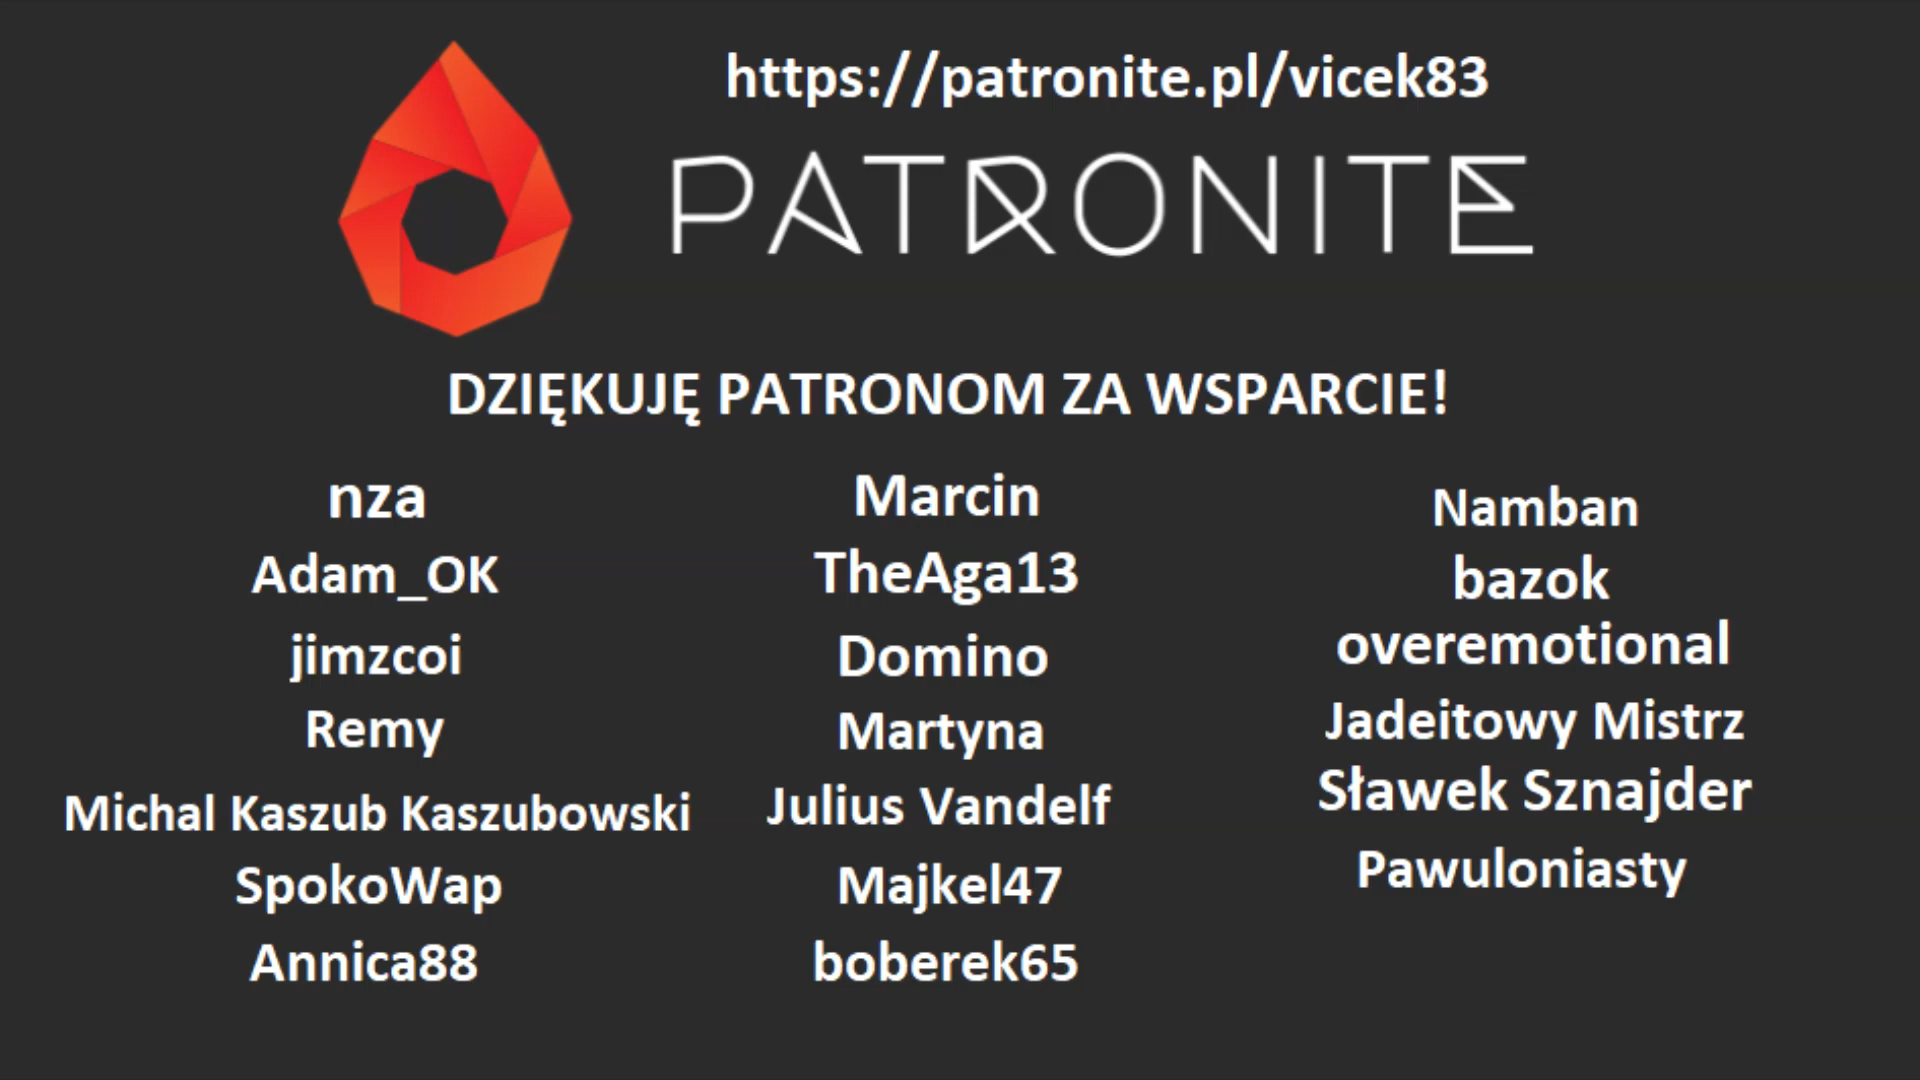 https://patronite.pl/vicek83
PATRONITE
DZIĘKUJĘ PATRONOM ZA WSPARCIE!
nza
Adam_OK
jimzcoi
Remy
Michal Kaszub Kaszubowski
SpokoWap
Annica88
Marcin
TheAga13
Domino
Martyna
Julius Vandelf
Majkel47
boberek65
Namban
bazok
overemotional
Jadeitowy Mistrz
Sławek Sznajder
Pawuloniasty